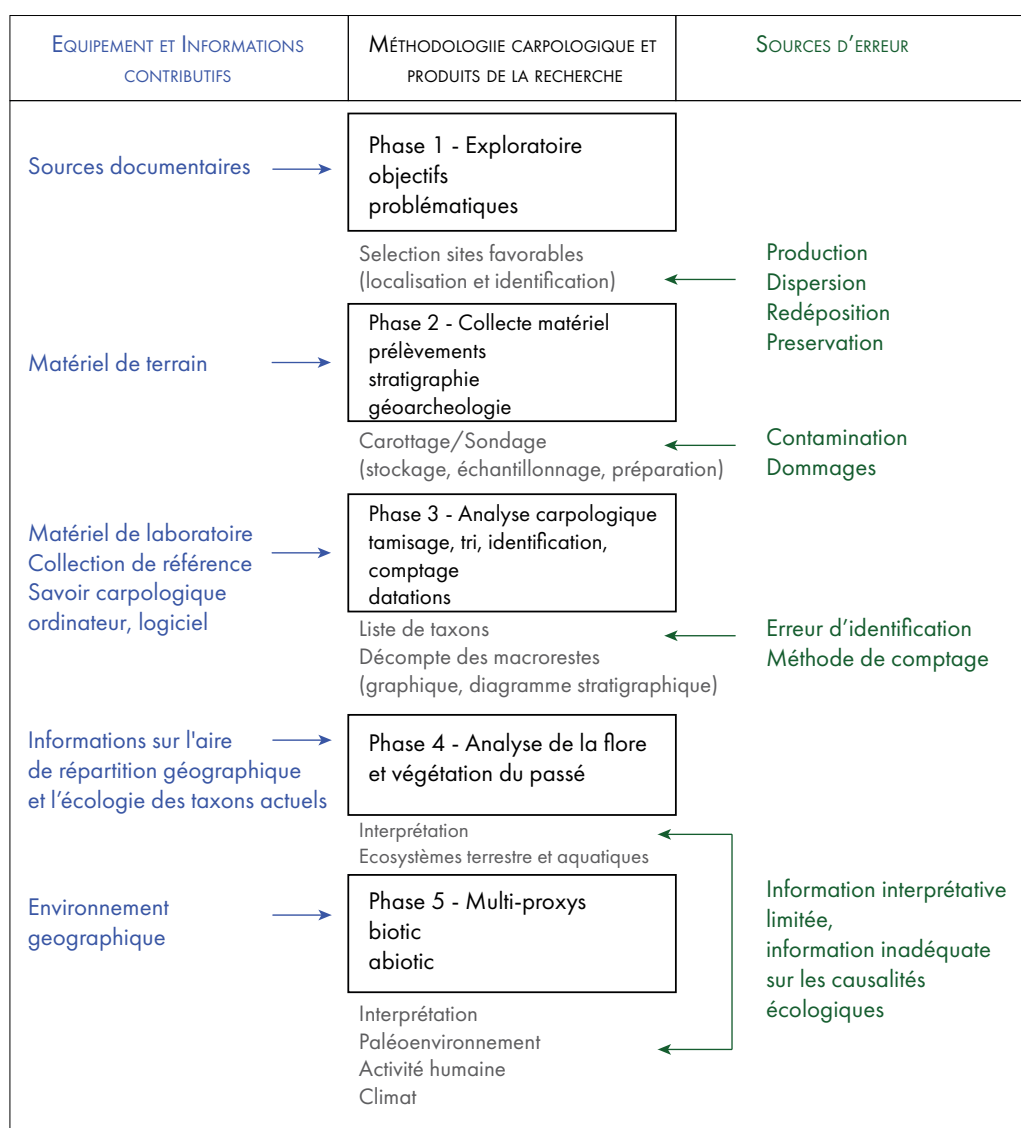 EQUIPEMENT ET INFORMATIONS
CONTRIBUTIFS
MÉTHODOLOGIIE CARPOLOGIQUE ET
PRODUITS DE LA RECHERCHE
SOURCES D'ERREUR
Sources documentaires
Phase 1 - Exploratoire
objectifs
problématiques
Selection sites favorables
(localisation et identification)
Production
Dispersion
Redéposition
Preservation
Matériel de terrain
Phase 2 - Collecte matériel
prélèvements
stratigraphie
géoarcheologie
Carottage/Sondage
(stockage, échantillonnage, préparation)
Contamination
Dommages
Matériel de laboratoire
Collection de référence
Savoir carpologique
ordinateur, logiciel
Phase 3 - Analyse carpologique
tamisage, tri, identification,
comptage
datations
Liste de taxons
Décompte des macrorestes
(graphique, diagramme stratigraphique)
Erreur d'identification
Méthode de comptage
Informations sur l'aire
de répartition géographique
et l'écologie des taxons actuels
Phase 4 - Analyse de la flore
et végétation du passé
Interprétation
Ecosystèmes terrestre et aquatiques
Environnement
geographique
Phase 5 - Multi-proxys
biotic
abiotic
Interprétation
Paléoenvironnement
Activité humaine
Climat
Information interprétative
limitée,
information inadéquate
sur les causalités
écologiques